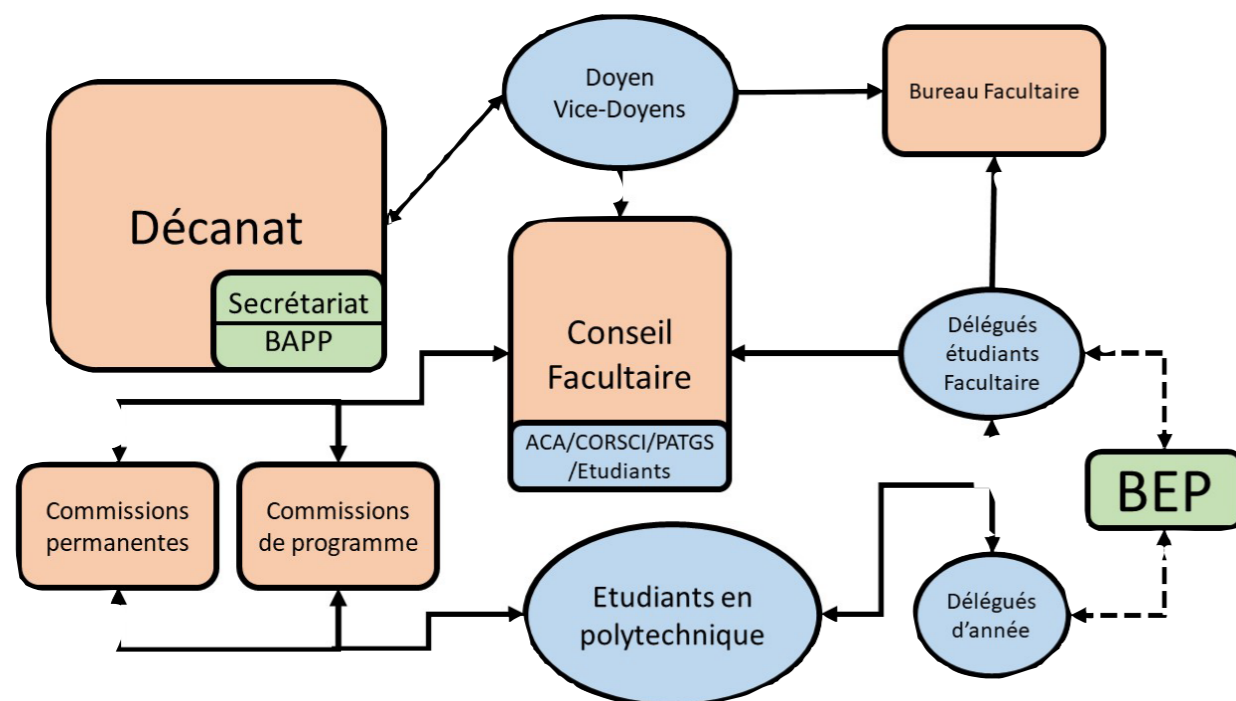 Doyen
Vice-Doyens
Bureau Facultaire
Décanat
Secrétariat
BAPP
Conseil
Facultaire
ACA/CORSCI/PATGS
/Etudiants
Délégués
étudiants
Facultaire
BEP
Commissions
permanentes
Commissions
de programme
Etudiants en
polytechnique
Délégués
d'année